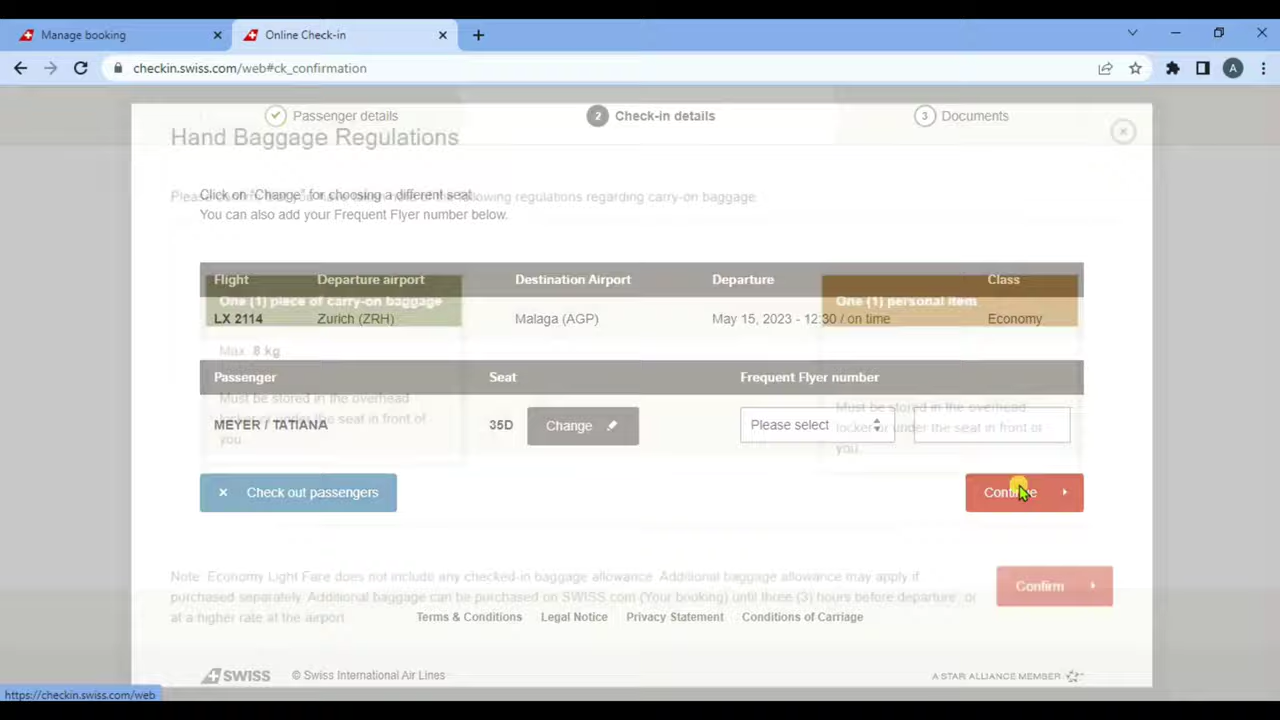 Manage booking
Online Check-in
checkin.swiss.com/web#ck_confirmation
A
Passenger details
2 Check-in details
3 Documents
Hand Baggage Regulations
Click on "Change" for choosing a different seat.
following regulations regarding carry-on baggage.
You can also add your Frequent Flyer number below.
Flight Departure airport Destination Airport Departure Class
One (1) piece of carry-on baggage
One (1) personal item
LX 2114 Zurich (ZRH) Malaga (AGP) May 15, 2023 - 12:30 / on time Economy
Max. 8 kg
Passenger Seat Frequent Flyer number
Must be stored in the overhead
locker or under the seat in front of
you.
Must be stored in the overhead
locker or under the seat in front of
you.
MEYER / TATIANA 35D Change Please select
Check out passengers
Continue
Note: Economy Light Fare does not include any checked-in baggage allowance. Additional baggage allowance may apply if
purchased separately. Additional baggage can be purchased on SWISS.com (Your booking) until three (3) hours before departure, or
at a higher rate at the airport.
Confirm
Terms & Conditions Legal Notice Privacy Statement Conditions of Carriage
SWISS © Swiss International Air Lines
A STAR ALLIANCE MEMBER
https://checkin.swiss.com/web